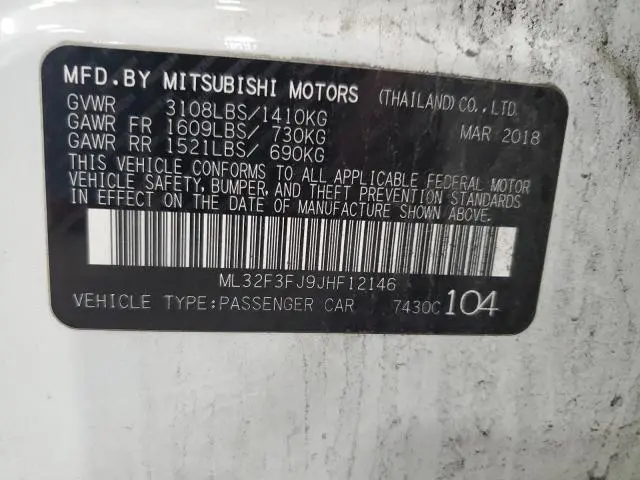 MFD.BY MITSUBISHI MOTORS (THAILAND)CO.,LTD.
GVWR 3108LBS/1410KG MAR 2018
GAWR FR 1609LBS/ 730KG
GAWR RR 1521LBS/ 690KG
THIS VEHICLE CONFORMS TO ALL APPLICABLE FEDERAL MOTOR
VEHICLE SAFETY, BUMPER, AND THEFT PREVENTION STANDARDS
IN EFFECT ON THE DATE OF MANUFACTURE SHOWN ABOVE.
ML32F3FJ9JHF12146
VEHICLE TYPE:PASSENGER CAR 7430C 104